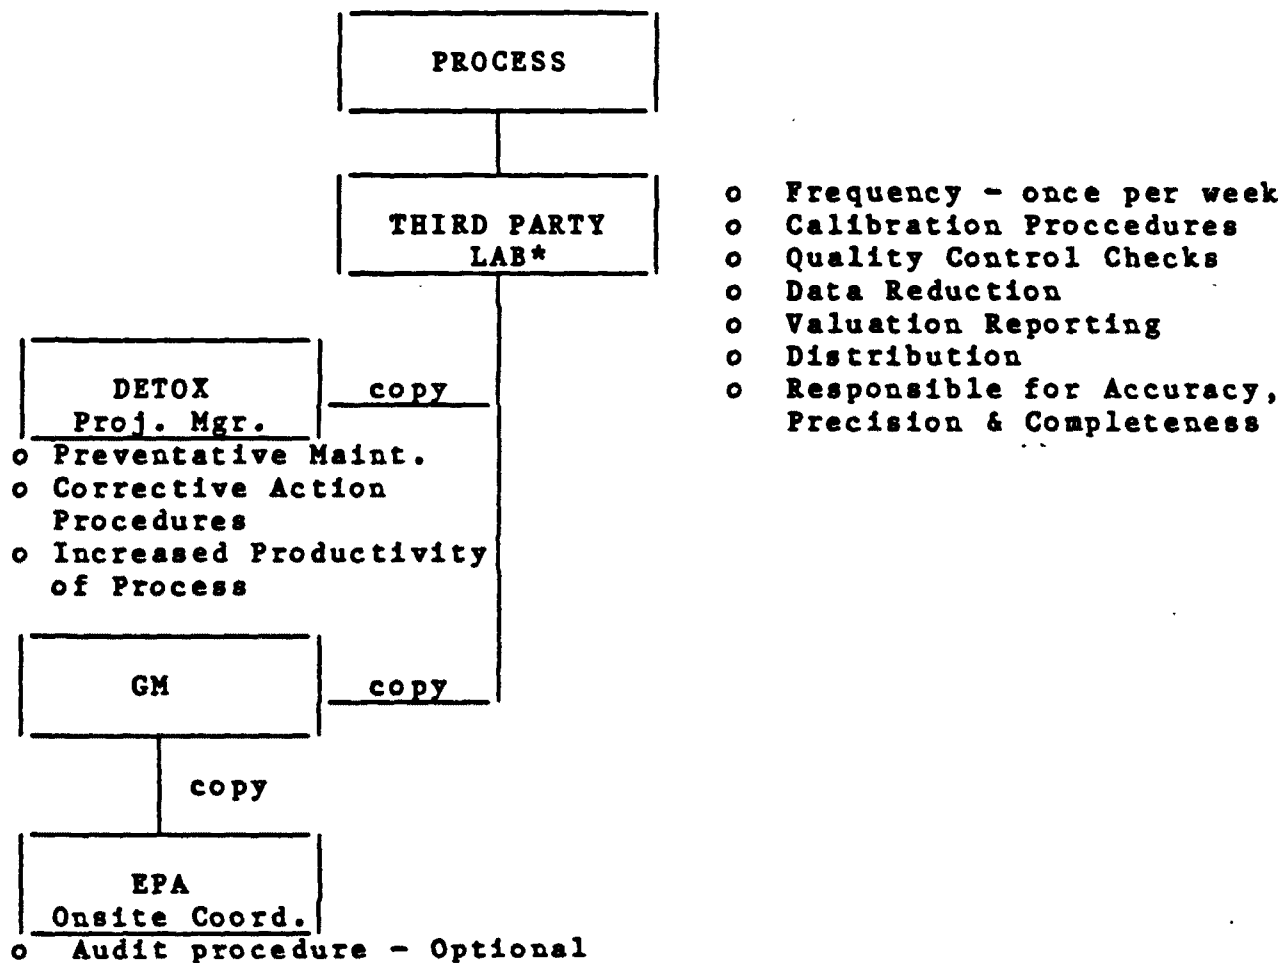 PROCESS
THIRD PARTY
LAB*
o Frequency - once per week
o Calibration Proccedures
o Quality Control Checks
o Data Reduction
o Valuation Reporting
o Distribution
o Responsible for Accuracy,
Precision & Completeness
DETOX
Proj. Mgr.
copy
o Preventative Maint.
o Corrective Action
Procedures
o Increased Productivity
of Process
GM
copy
copy
EPA
Onsite Coord.
o Audit procedure - Optional